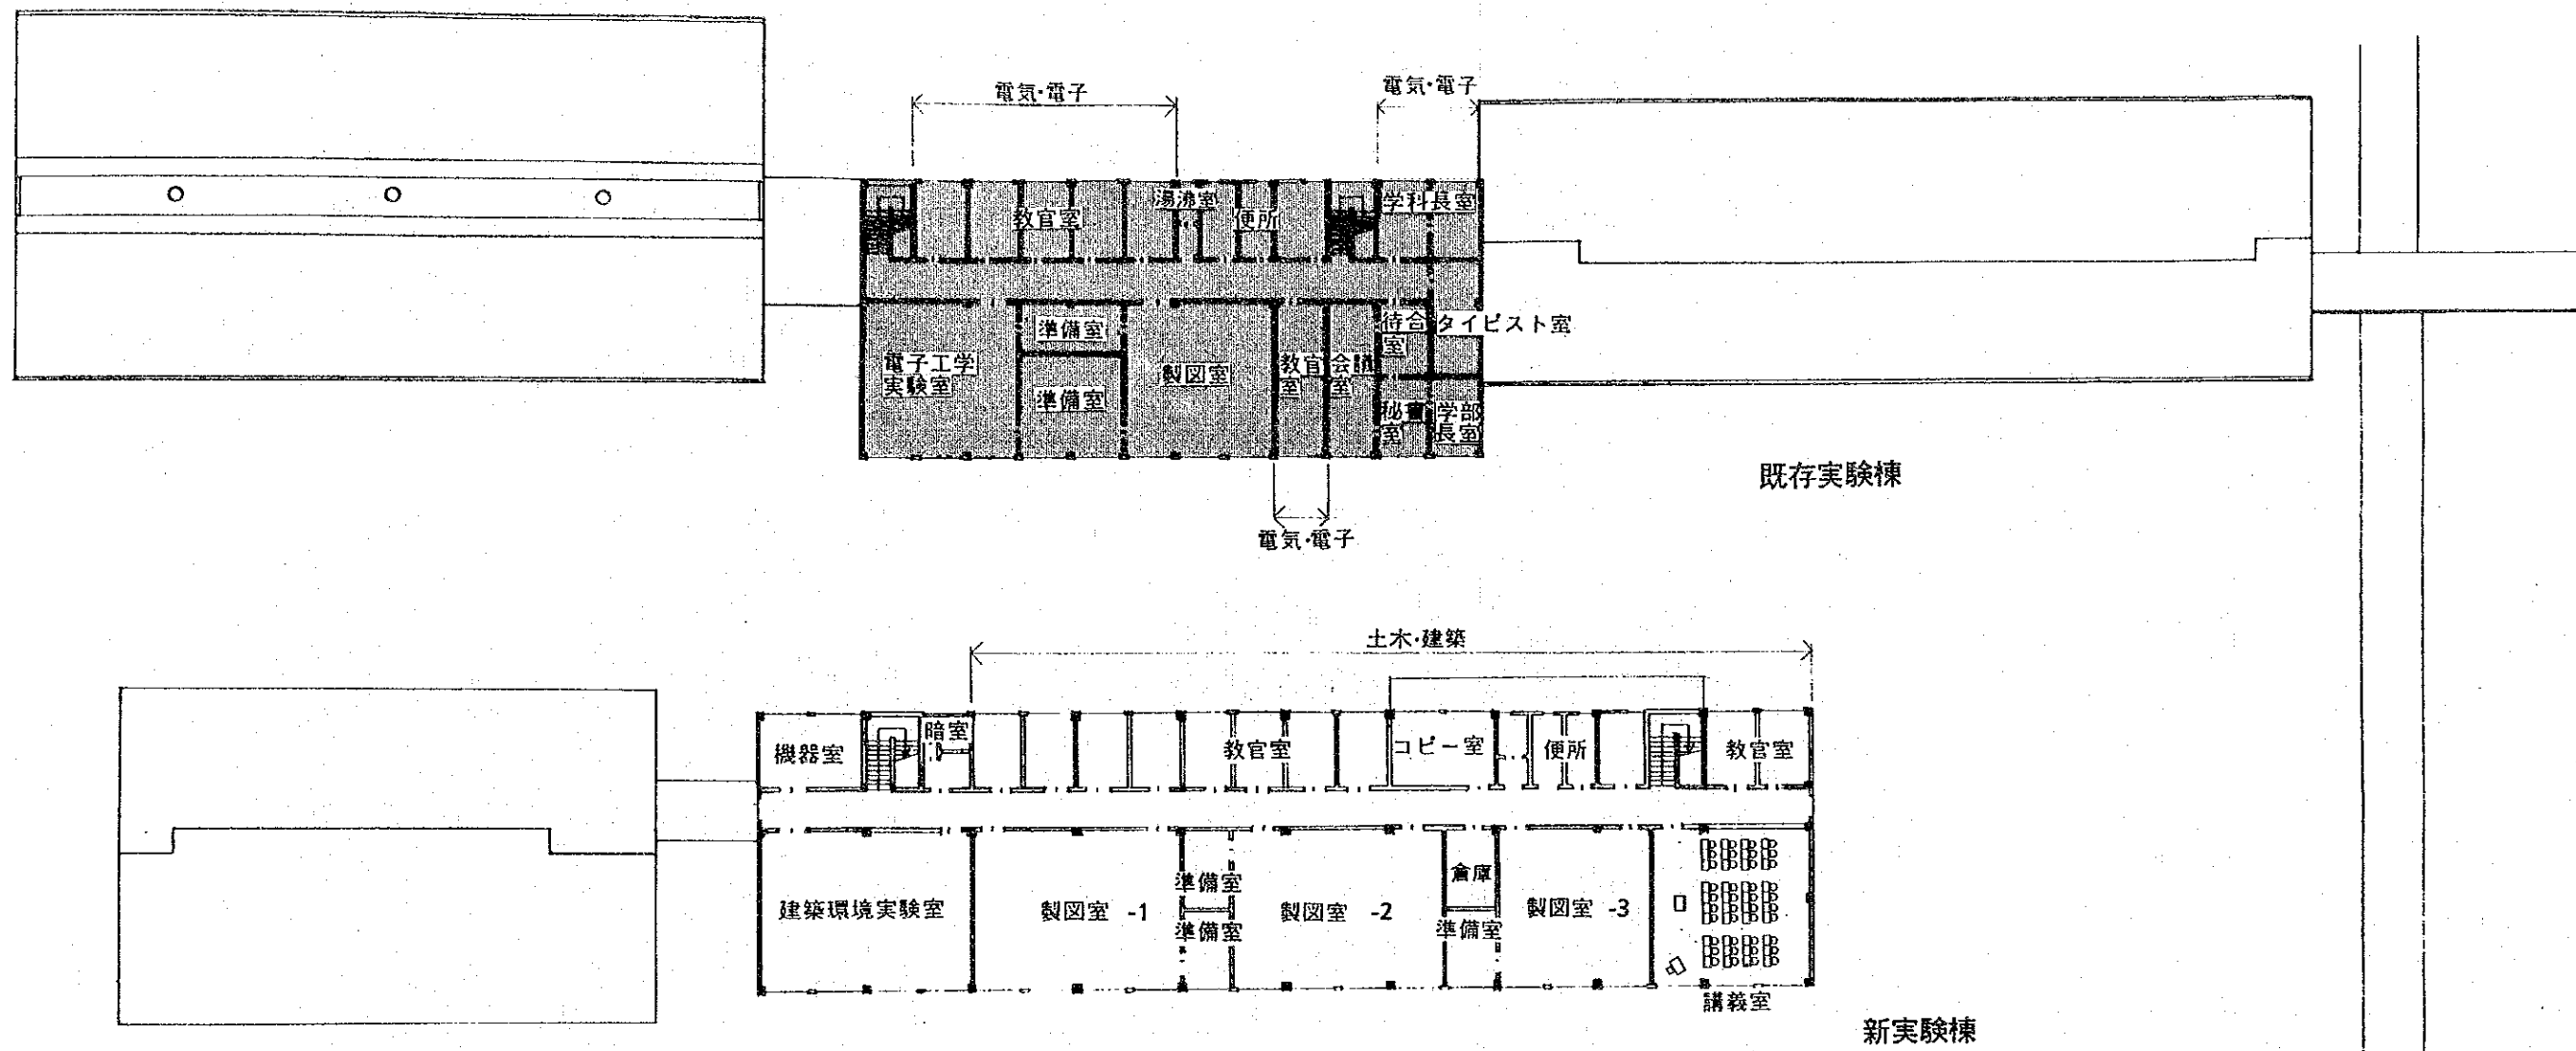 電気・電子
電気・電子
湯沸室
学科長室
教官室
便所
準備室
待合室
タイピスト室
電子工学
実験室
準備室
製図室
教官室
会議室
秘書室
学部長室
既存実験棟
電気・電子
土木・建築
暗室
機器室
教官室
コピー室
便所
教官室
倉庫
準備室
建築環境実験室
製図室 -1
製図室 -2
製図室 -3
準備室
準備室
講義室
新実験棟